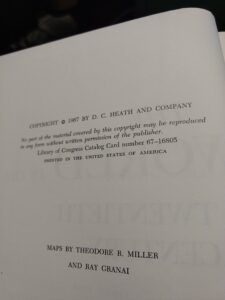 COPYRIGHT © 1967 BY D. C. HEATH AND COMPANY
No part of the material covered by this copyright may be reproduced
in any form without written permission of the publisher.
Library of Congress Catalog Card number 67-16805
PRINTED IN THE UNITED STATES OF AMERICA
MAPS BY THEODORE R. MILLER
AND RAY GRANAI